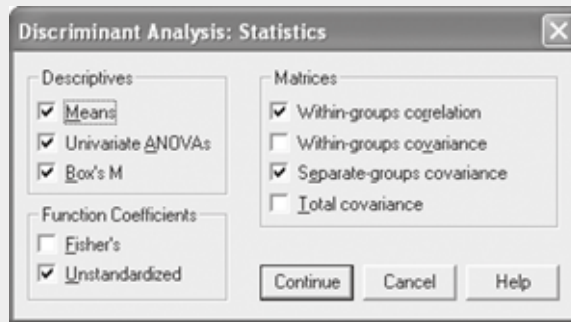 Discriminant Analysis: Statistics
Descriptives
Means
Univariate ANOVAs
Box's M
Function Coefficients
Fisher's
Unstandardized
Matrices
Within-groups correlation
Within-groups covariance
Separate-groups covariance
Total covariance
Continue Cancel Help